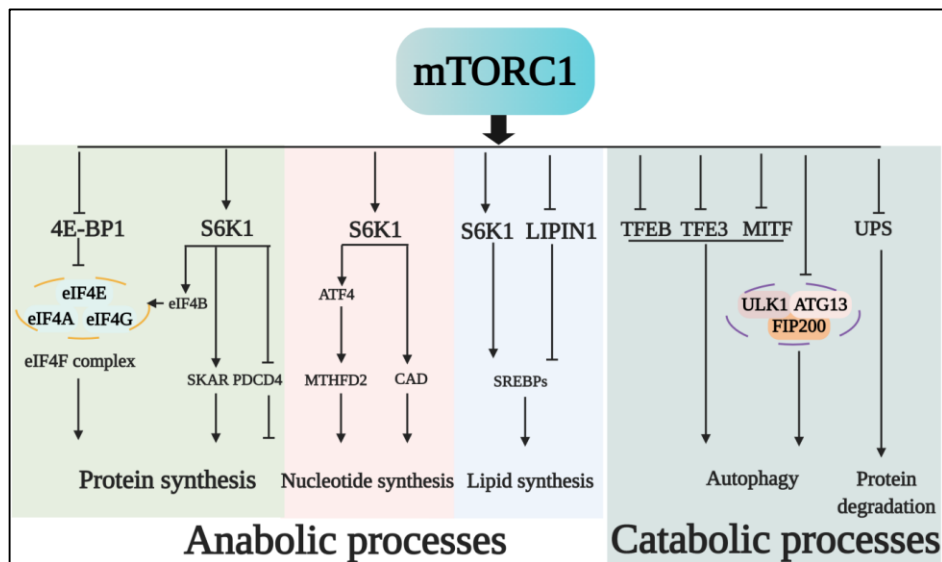 mTORC1
4E-BP1
S6K1
S6K1
S6K1 LIPIN1
TFEB TFE3 MITF
UPS
eIF4E
eIF4A eIF4G
eIF4B
eIF4F complex
SKAR PDCD4
ATF4
MTHFD2 CAD
SREBPs
ULK1 ATG13
FIP200
Protein synthesis
Nucleotide synthesis
Lipid synthesis
Autophagy
Protein
degradation
Anabolic processes
Catabolic processes